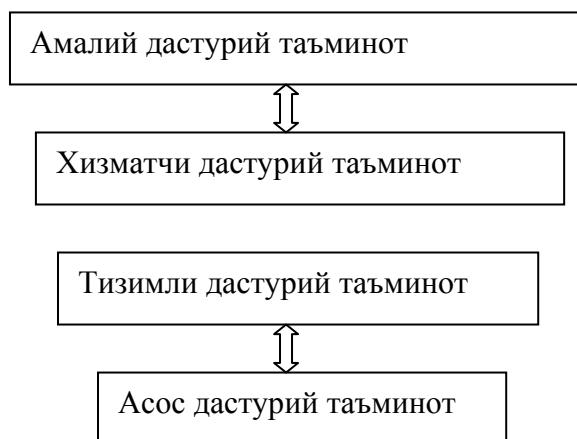 Амалий дастурий таъминот
Хизматчи дастурий таъминот
Тизимли дастурий таъминот
Асос дастурий таъминот